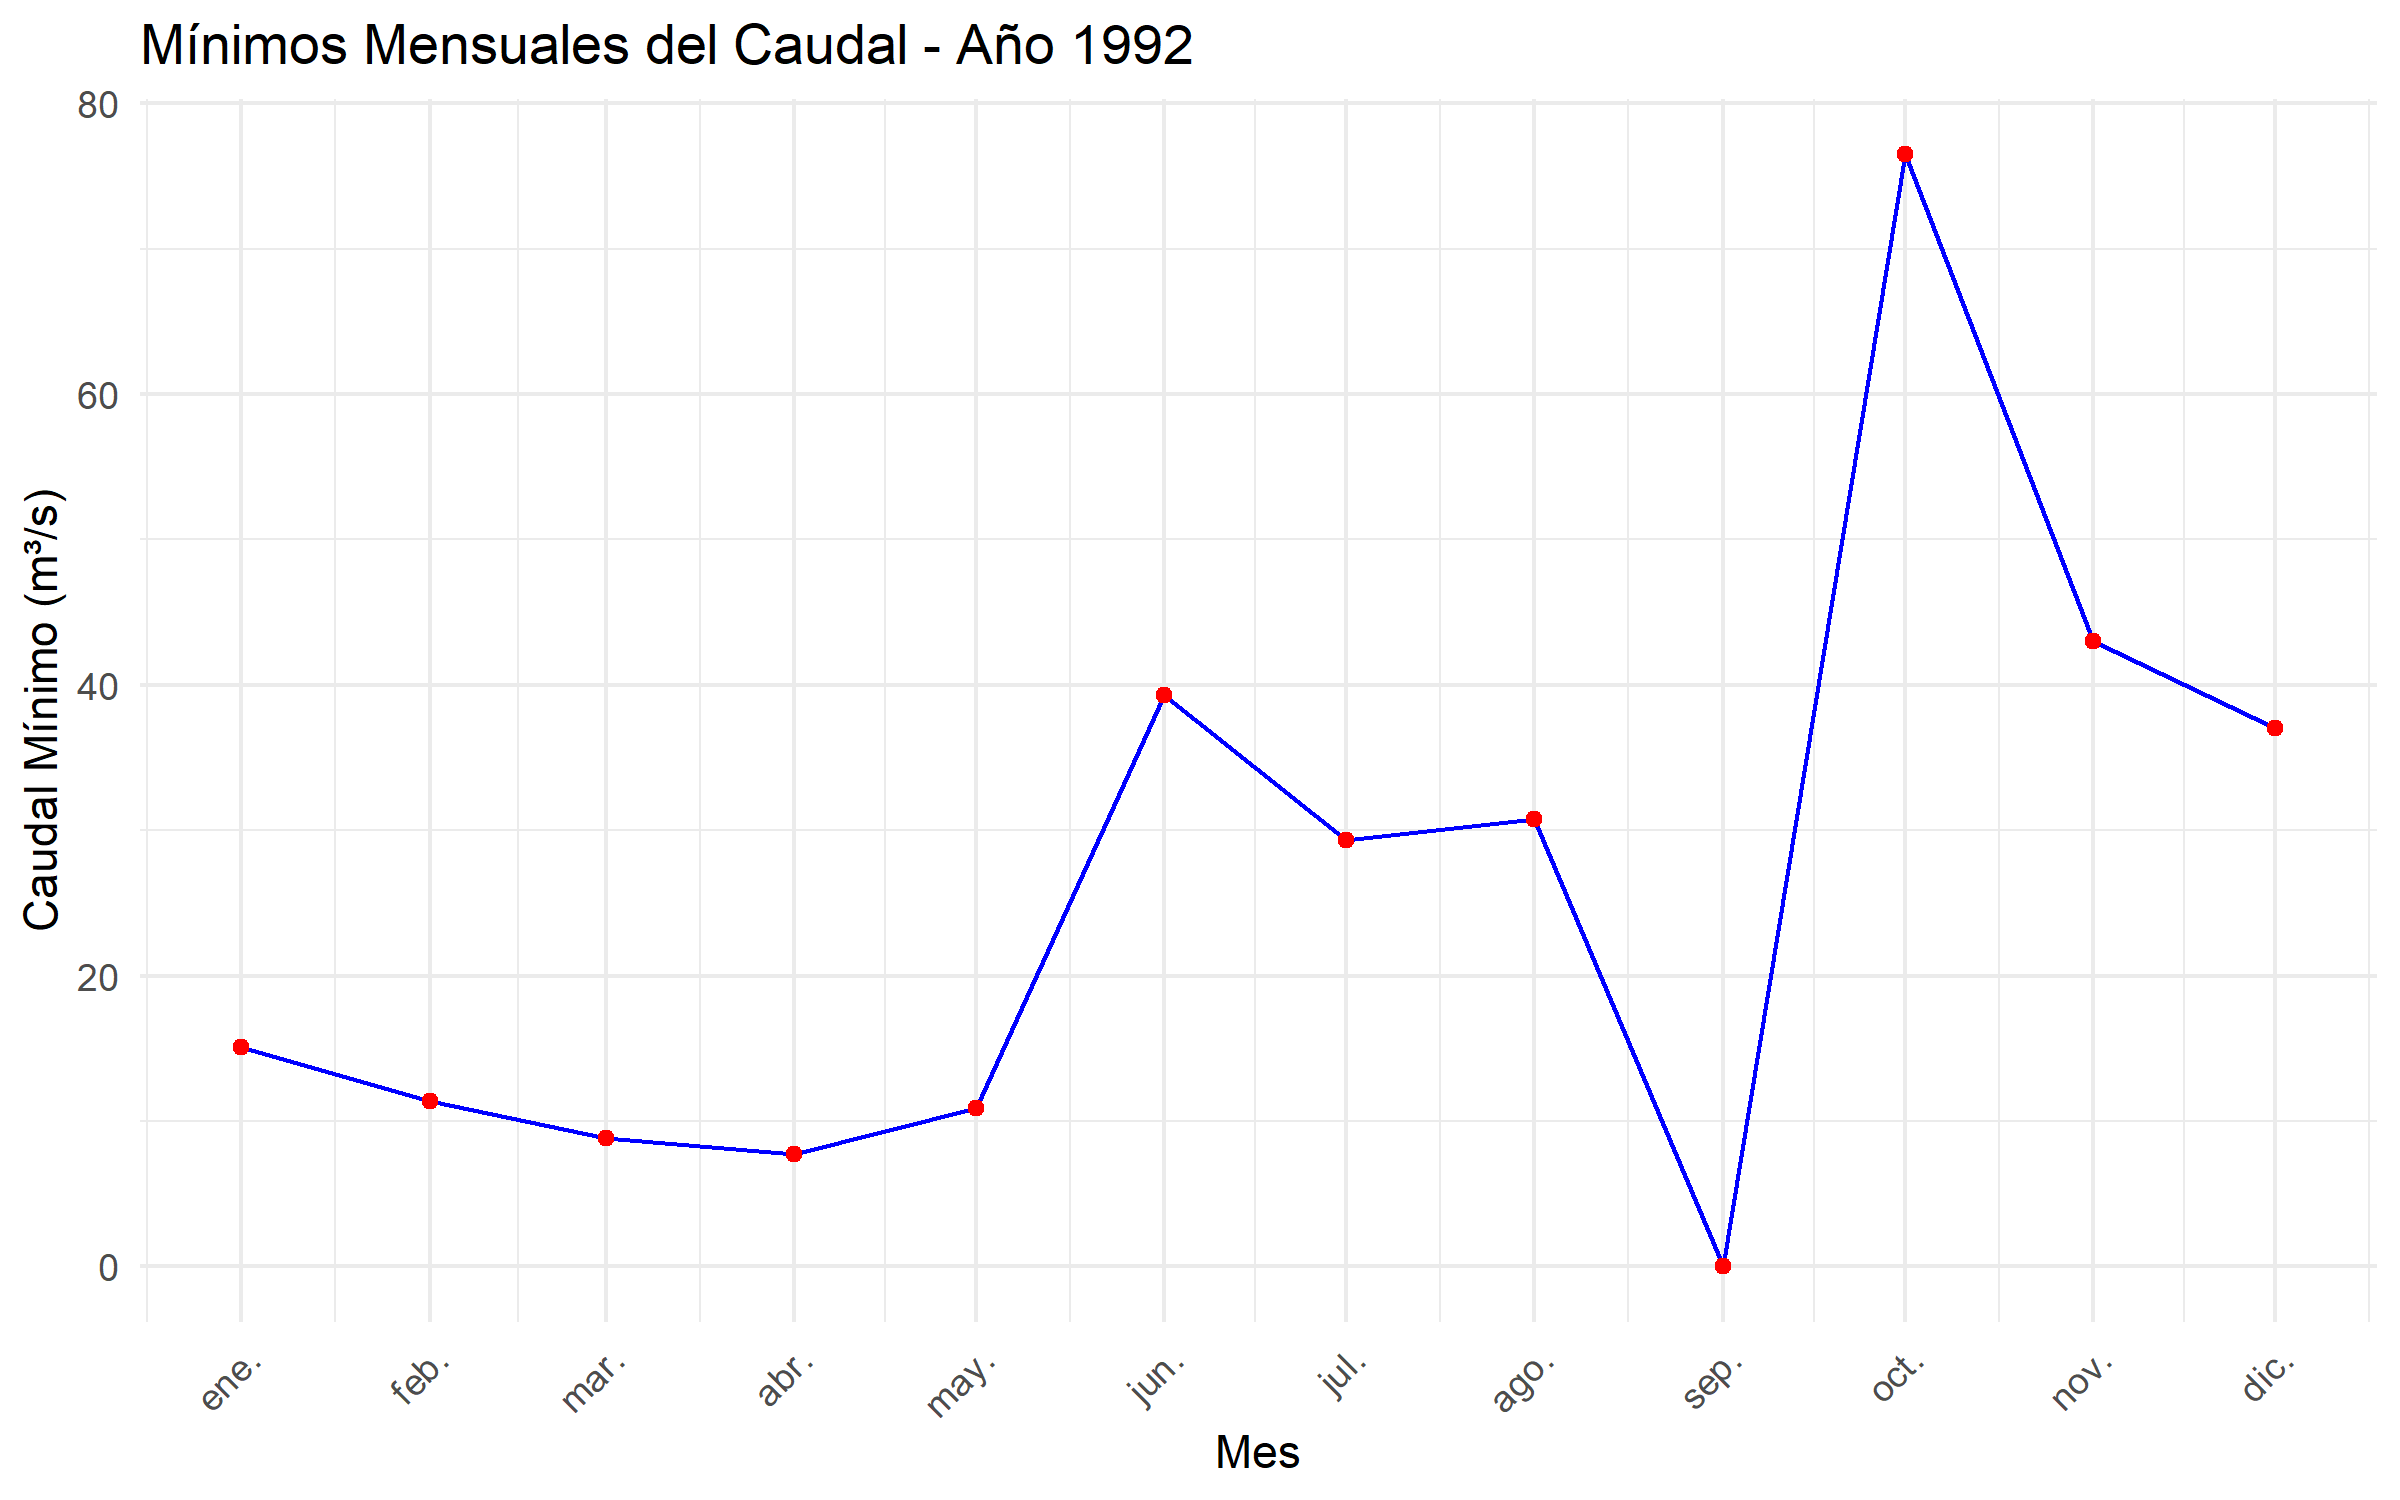 Mínimos Mensuales del Caudal - Año 1992
Caudal Mínimo (m³/s)
80
60
40
20
0
ene.
feb.
mar.
abr.
may.
jun.
jul.
ago.
sep.
oct.
nov.
dic.
Mes